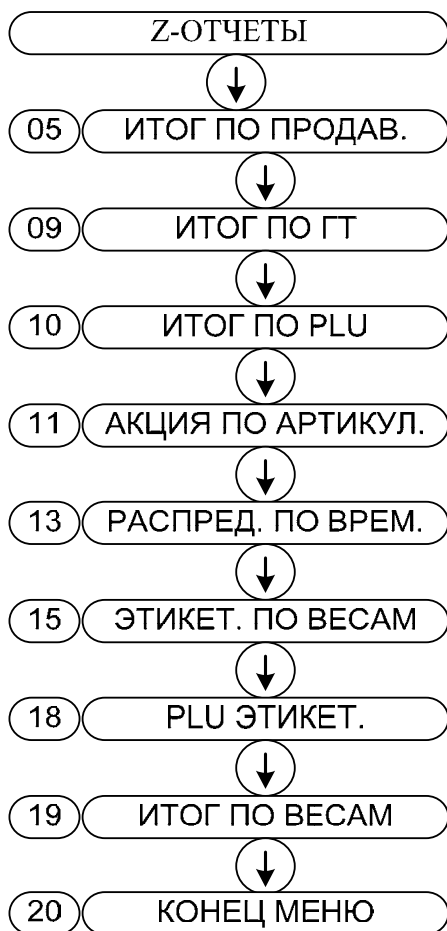 Z-ОТЧЕТЫ
05 ИТОГ ПО ПРОДАВ.
09 ИТОГ ПО ГТ
10 ИТОГ ПО PLU
11 АКЦИЯ ПО АРТИКУЛ.
13 РАСПРЕД. ПО ВРЕМ.
15 ЭТИКЕТ. ПО ВЕСАМ
18 PLU ЭТИКЕТ.
19 ИТОГ ПО ВЕСАМ
20 КОНЕЦ МЕНЮ